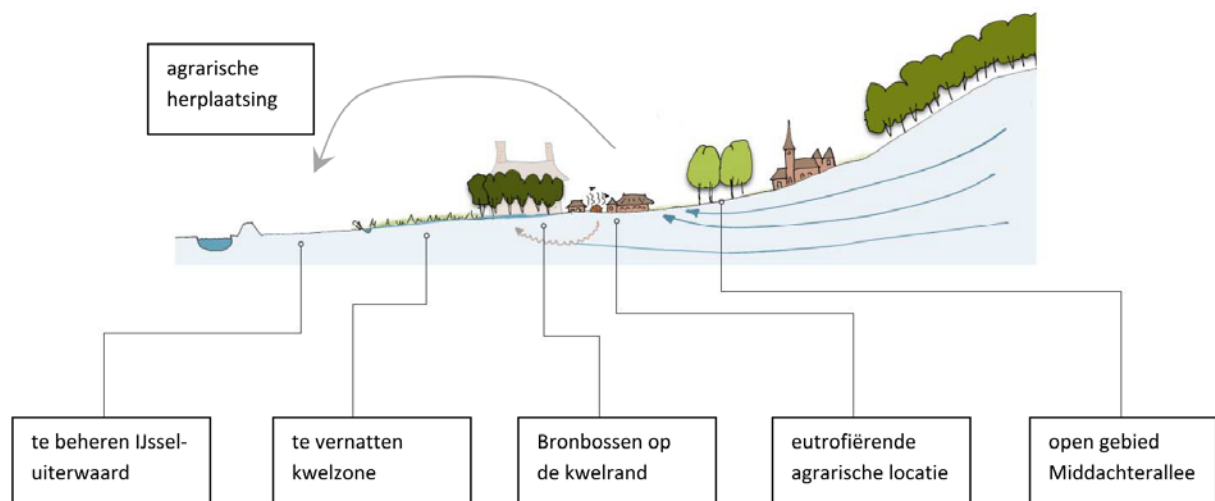 agrarische
herplaatsing
te beheren IJssel-
uiterwaard
te vernatten
kwelzone
Bronbossen op
de kwelrand
eutrofiërende
agrarische locatie
open gebied
Middachterallee